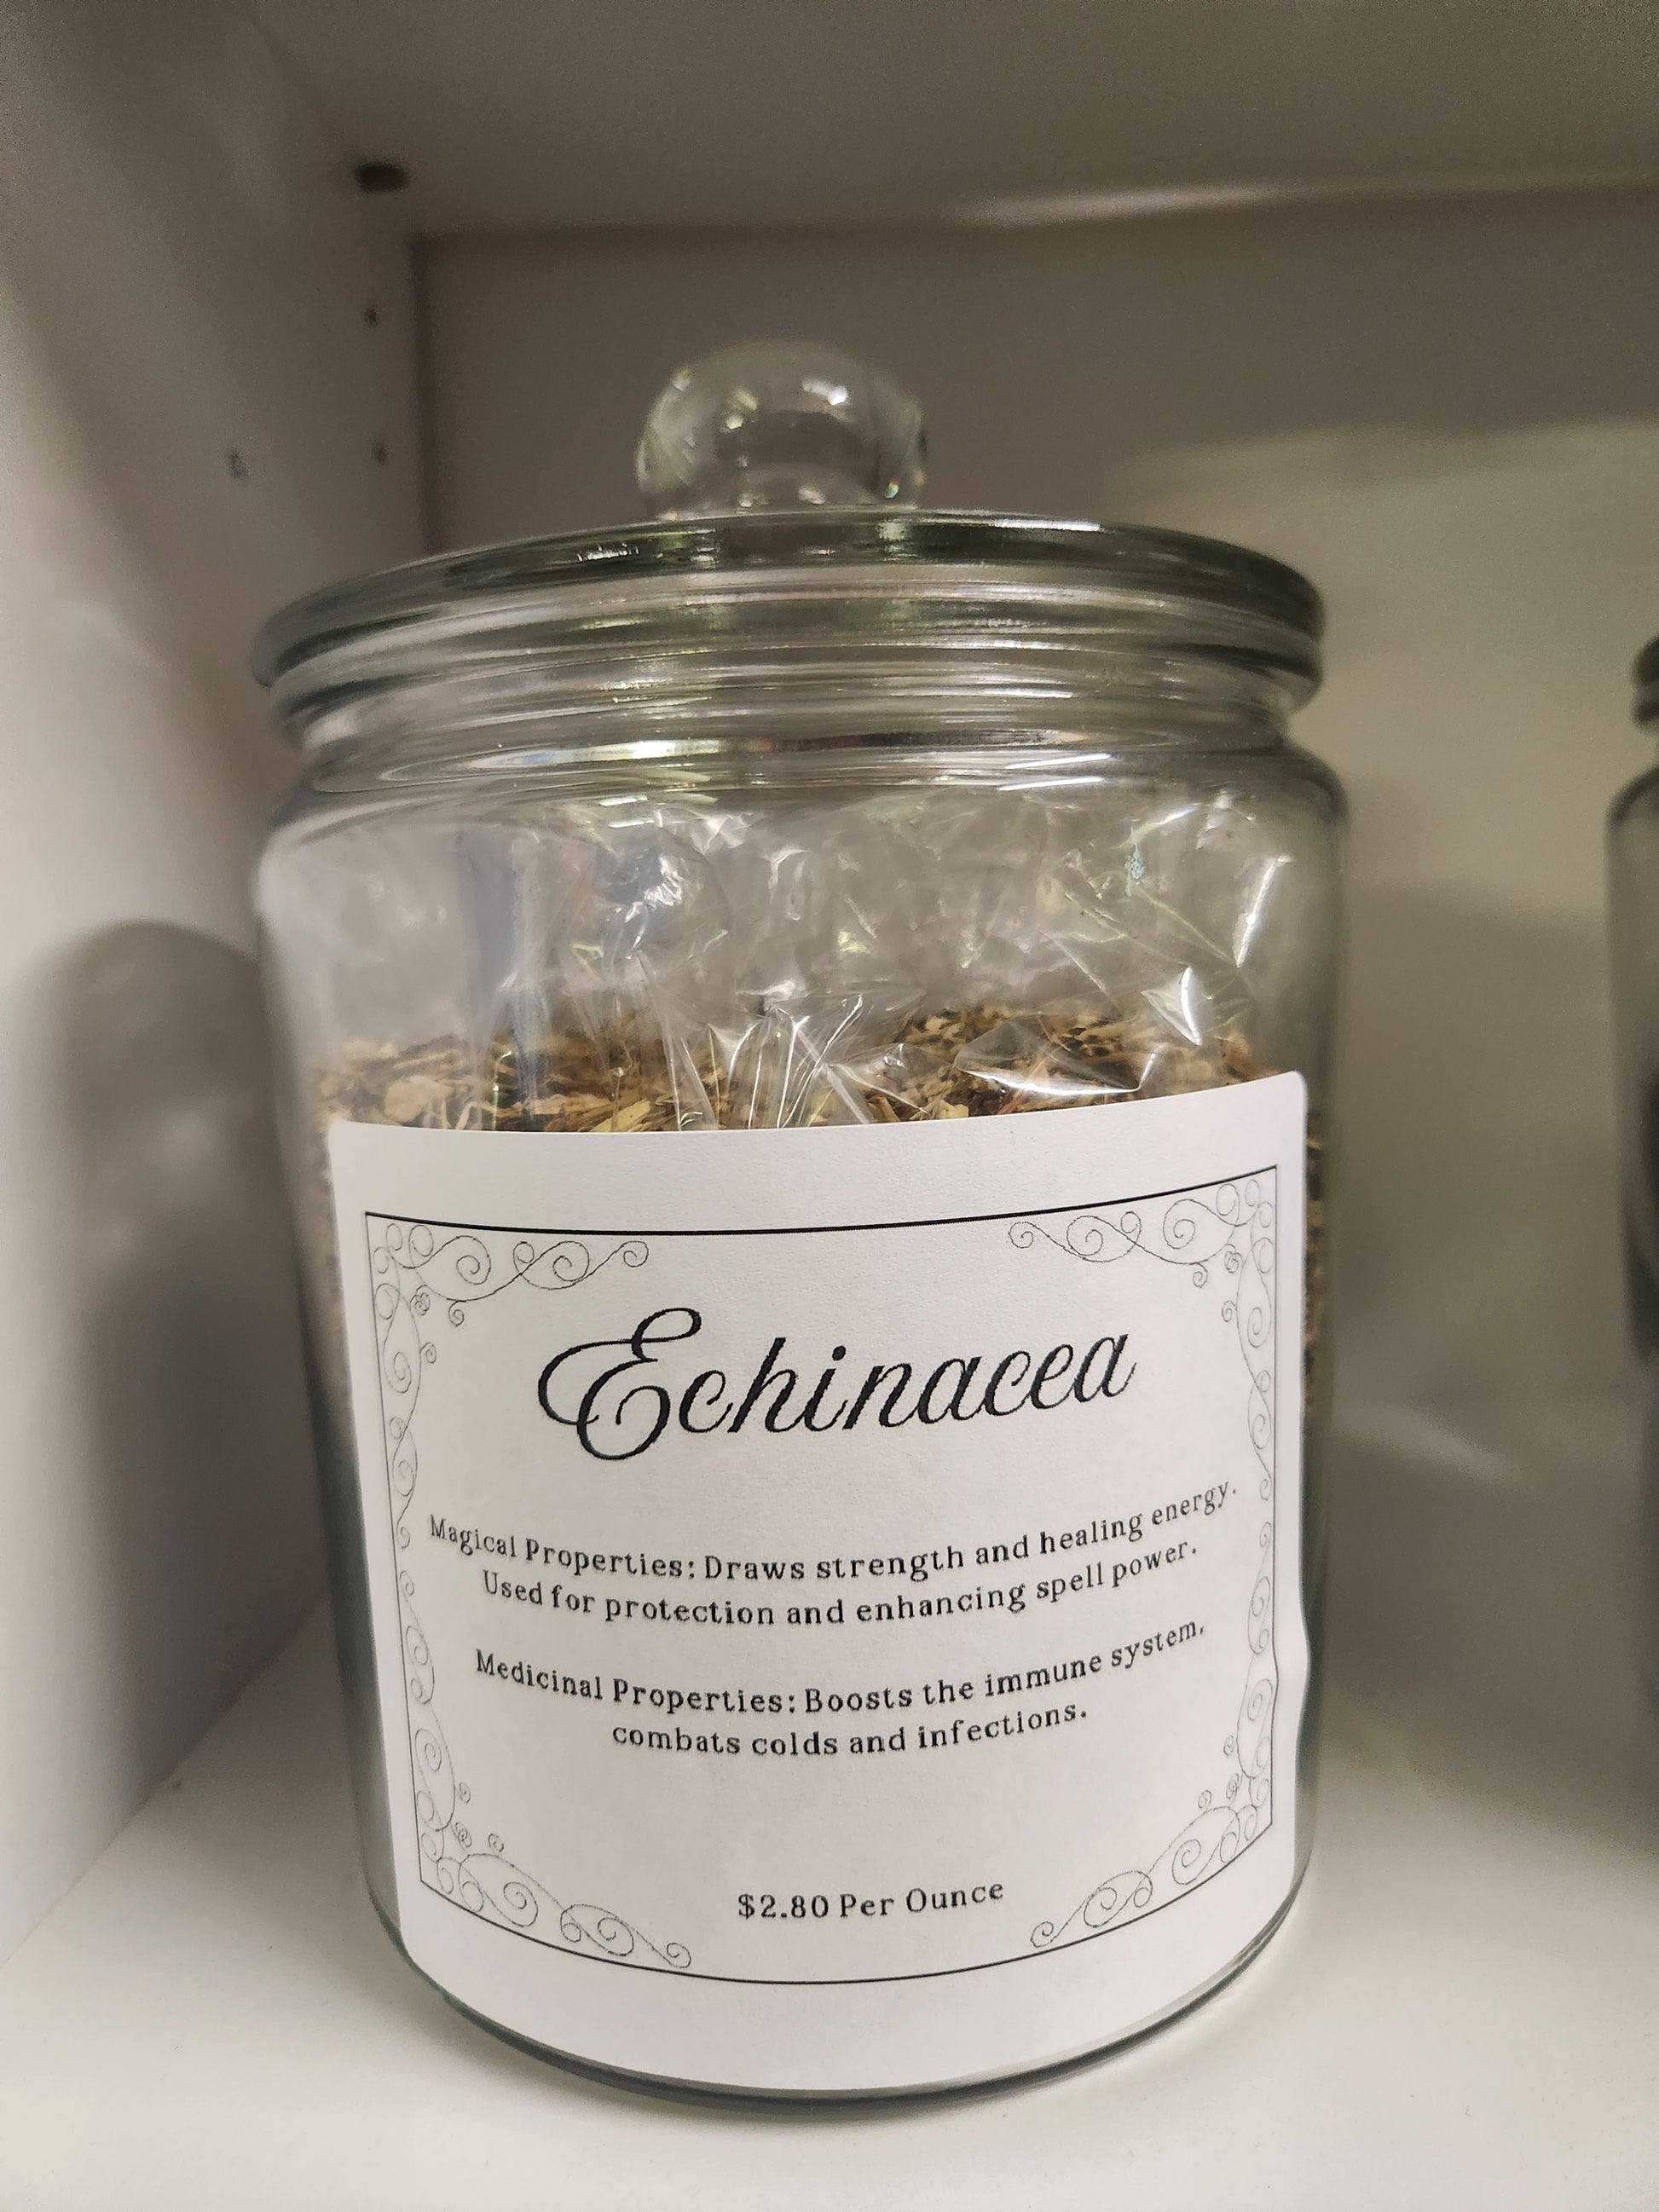 Echinacea
Magical Properties: Draws strength and healing energy.
Used for protection and enhancing spell power.
Medicinal Properties: Boosts the immune system,
combats colds and infections.
$2.80 Per Ounce